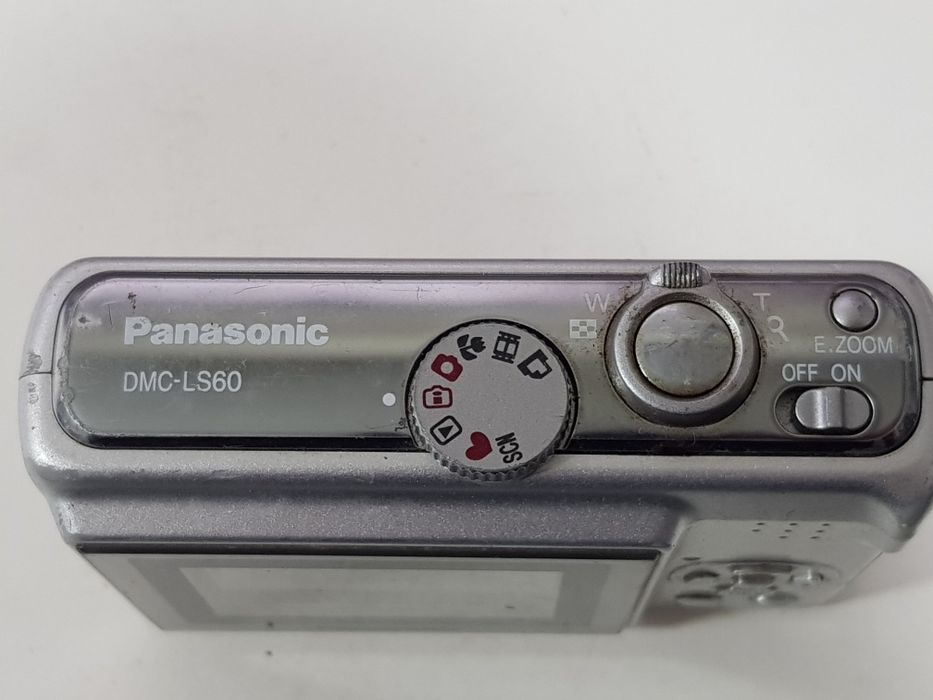 Panasonic
DMC-LS60
SCN
W
T
E.ZOOM
OFF ON